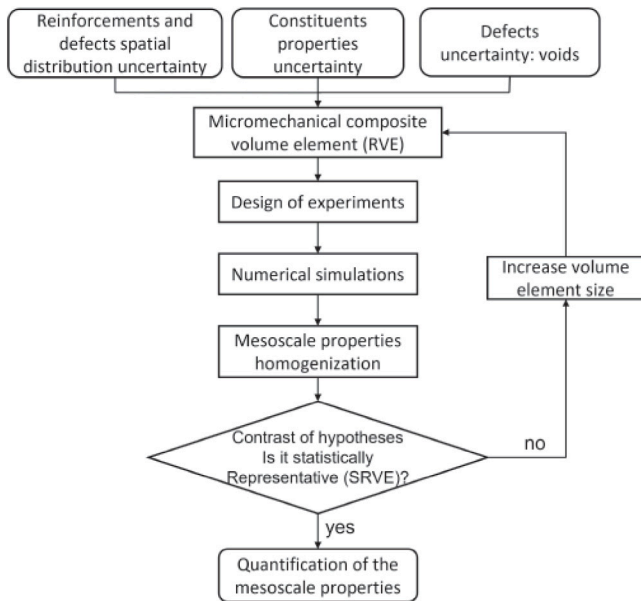 Reinforcements and
defects spatial
distribution uncertainty
Constituents
properties
uncertainty
Defects
uncertainty: voids
Micromechanical composite
volume element (RVE)
Design of experiments
Numerical simulations
Increase volume
element size
Mesoscale properties
homogenization
Contrast of hypotheses
Is it statistically
Representative (SRVE)?
no
yes
Quantification of the
mesoscale properties